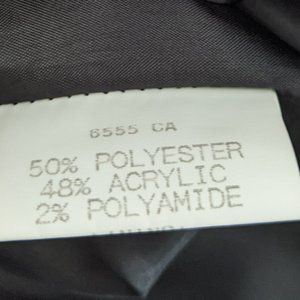 6555 CA
50% POLYESTER
48% ACRYLIC
2% POLYAMIDE